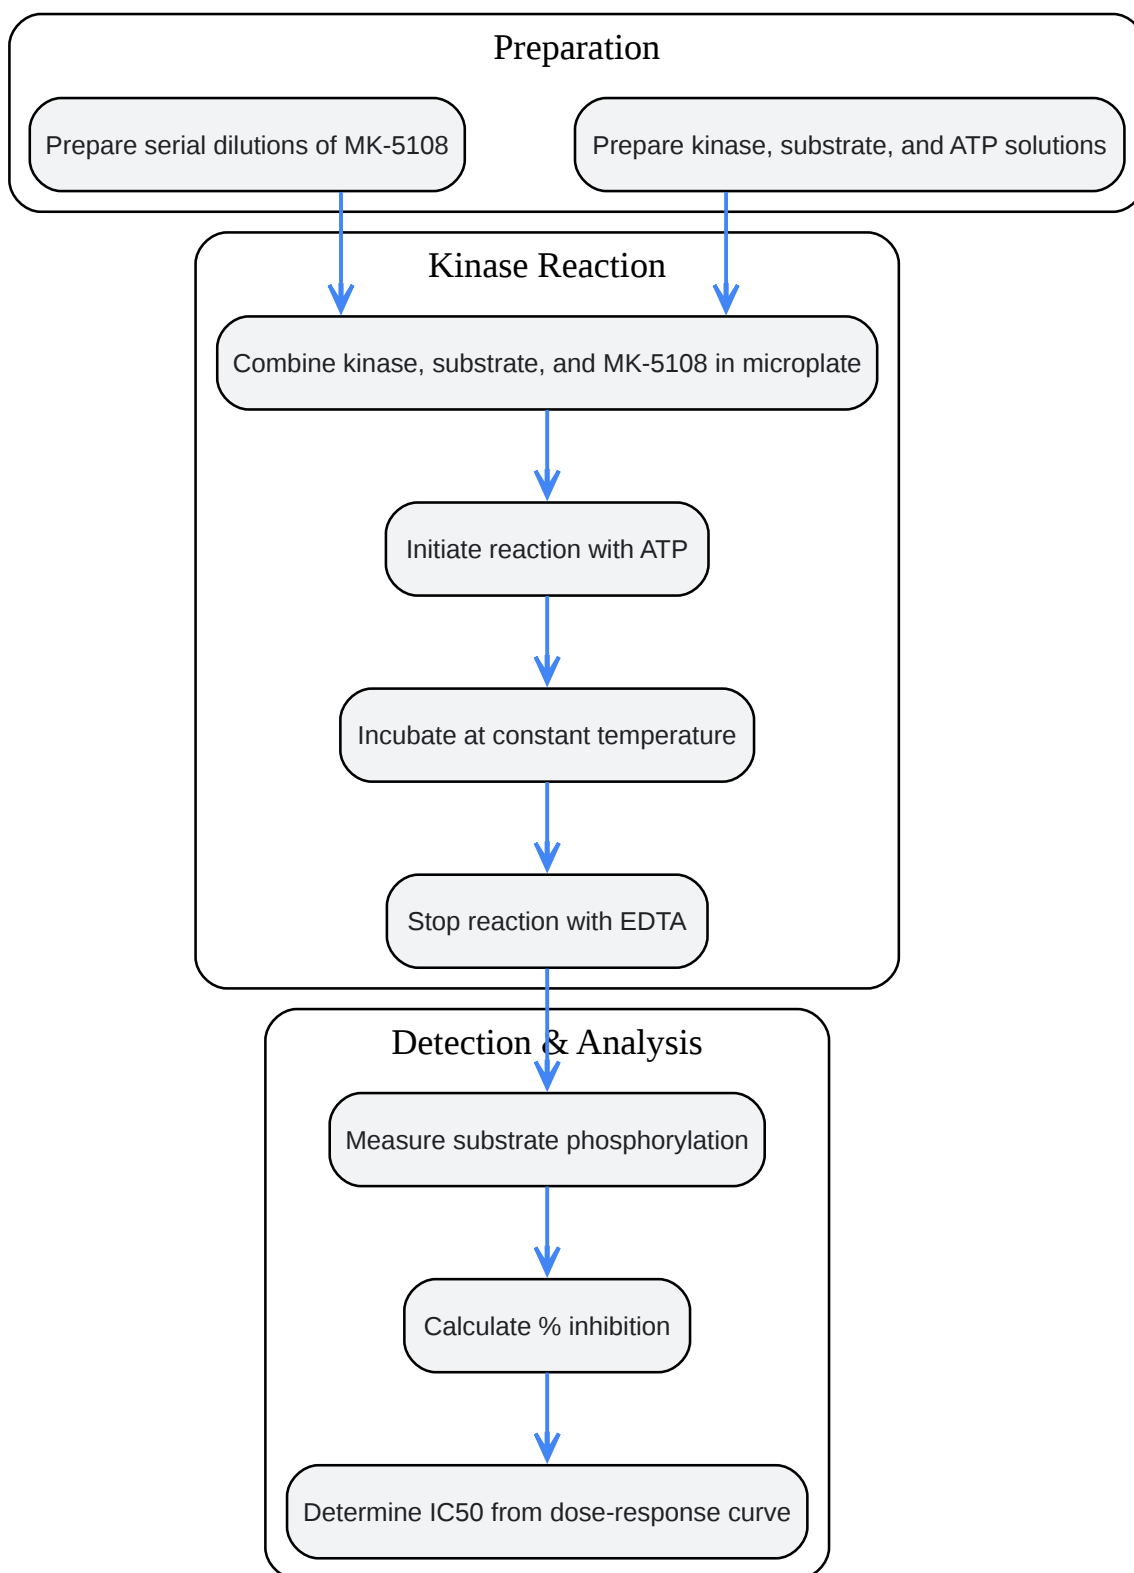 Preparation
Prepare serial dilutions of MK-5108
Prepare kinase, substrate, and ATP solutions
Kinase Reaction
Combine kinase, substrate, and MK-5108 in microplate
Initiate reaction with ATP
Incubate at constant temperature
Stop reaction with EDTA
Detection & Analysis
Measure substrate phosphorylation
Calculate % inhibition
Determine IC50 from dose-response curve